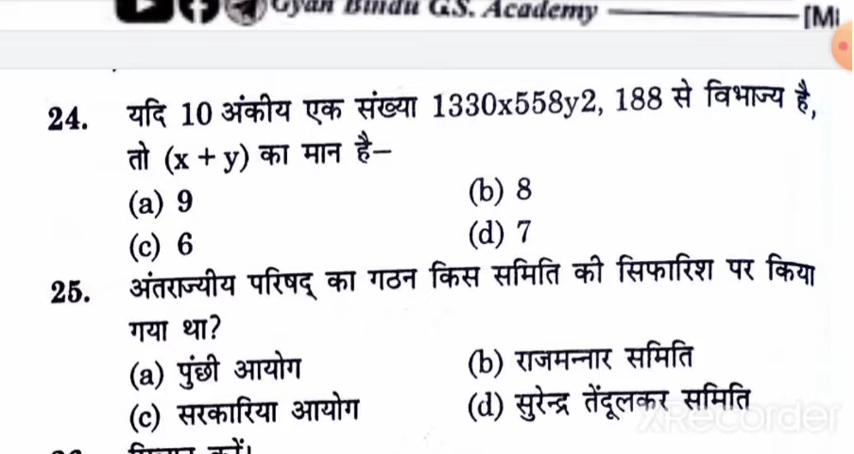 Gyan Bindu G.S. Academy
[Mi
24. यदि 10 अंकीय एक संख्या 1330x558y2, 188 से विभाज्य है,
तो (x + y) का मान है–
(a) 9 (b) 8
(c) 6 (d) 7
25. अंतराज्यीय परिषद् का गठन किस समिति की सिफारिश पर किया
गया था?
(a) पुंछी आयोग (b) राजमन्नार समिति
(c) सरकारिया आयोग (d) सुरेन्द्र तेंदूलकर समिति
XRecorder